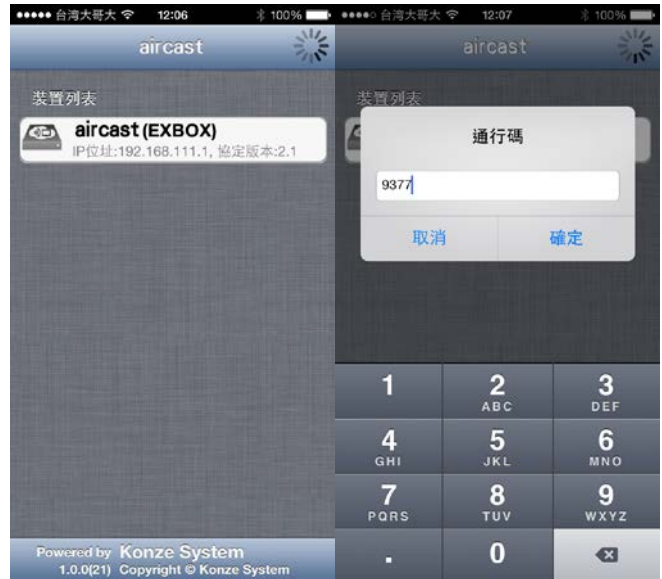 台湾大哥大 12:06 100%
aircast
裝置列表
aircast (EXBOX)
IP位址:192.168.111.1, 協定版本:2.1
Powered by Konze System
1.0.0(21) Copyright © Konze System
台湾大哥大 12:07 100%
aircast
裝置列表
通行碼
9377
取消 確定
1 2 3
ABC DEF
4 5 6
GHI JKL MNO
7 8 9
PQRS TUV WXYZ
. 0